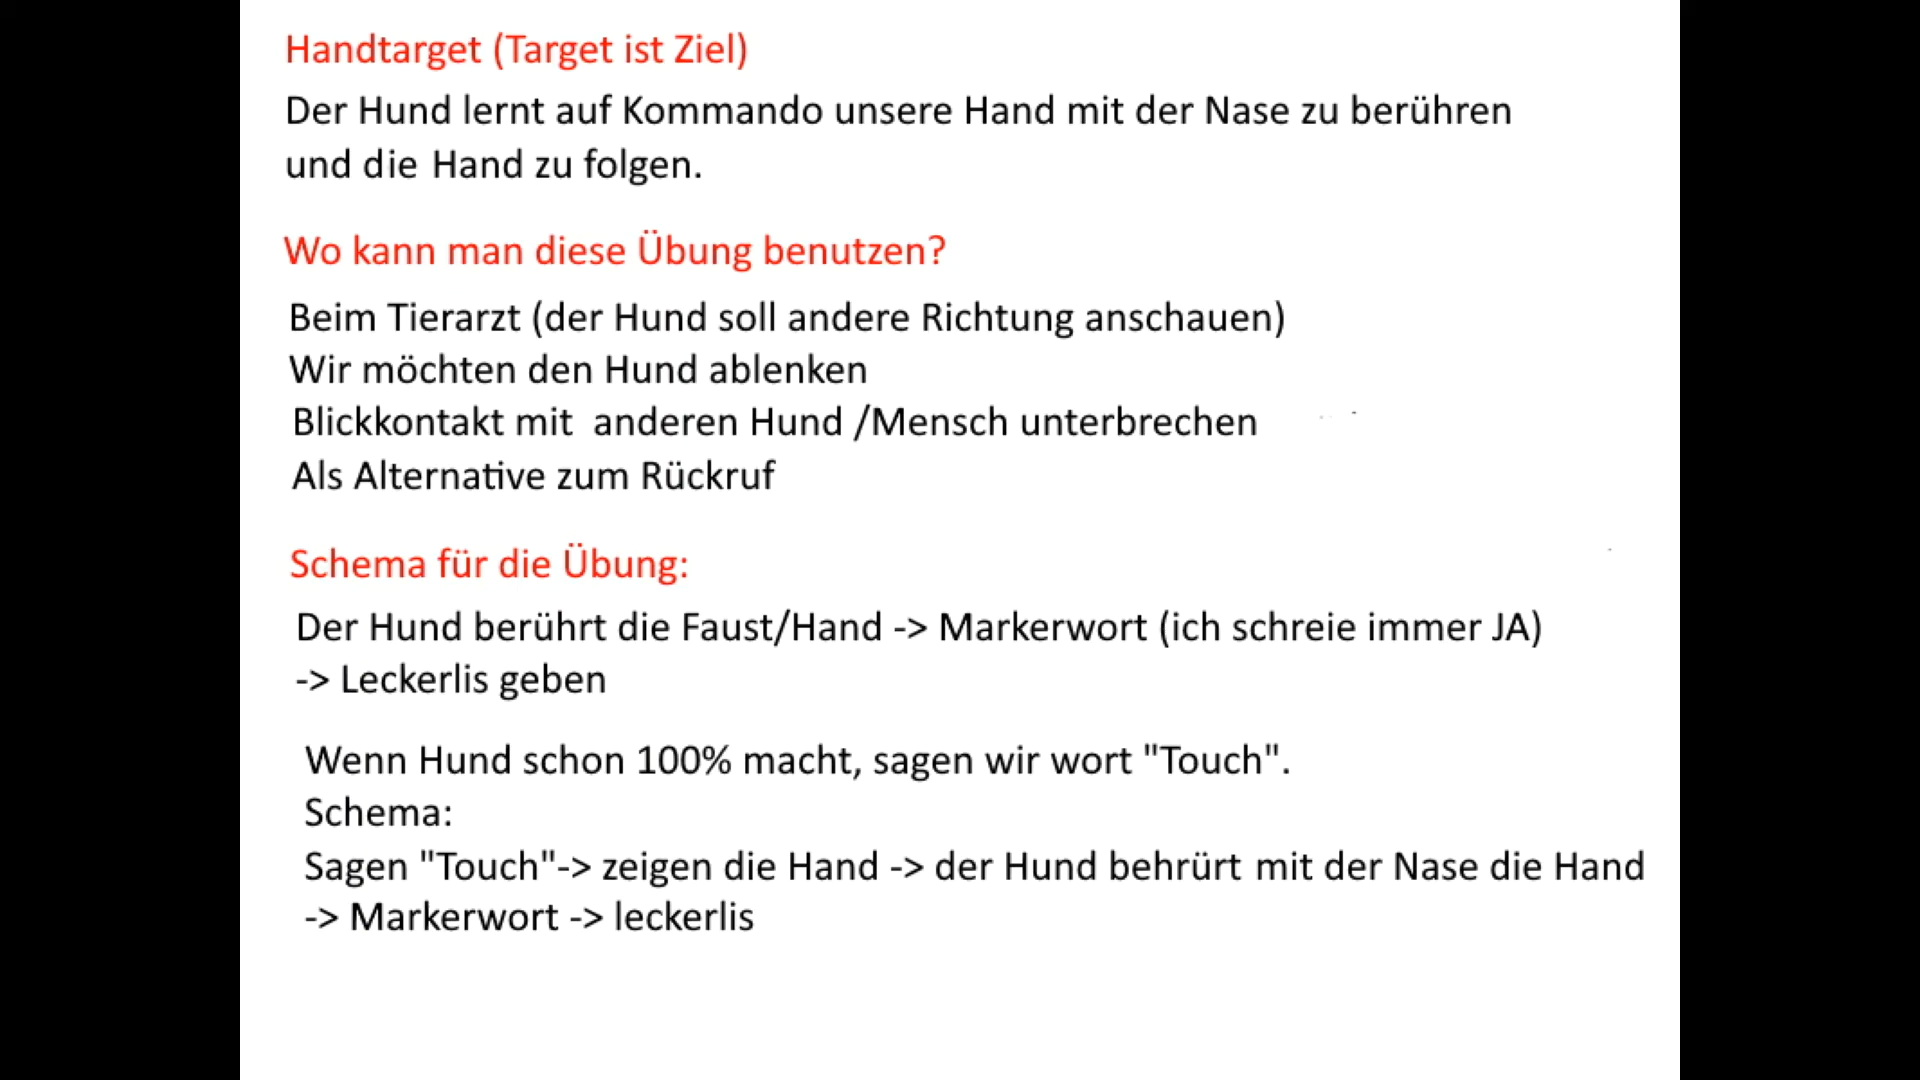 Handtarget (Target ist Ziel)
Der Hund lernt auf Kommando unsere Hand mit der Nase zu berühren
und die Hand zu folgen.
Wo kann man diese Übung benutzen?
Beim Tierarzt (der Hund soll andere Richtung anschauen)
Wir möchten den Hund ablenken
Blickkontakt mit anderen Hund /Mensch unterbrechen
Als Alternative zum Rückruf
Schema für die Übung:
Der Hund berührt die Faust/Hand -> Markerwort (ich schreie immer JA)
-> Leckerlis geben
Wenn Hund schon 100% macht, sagen wir wort "Touch".
Schema:
Sagen "Touch"-> zeigen die Hand -> der Hund behrürt mit der Nase die Hand
-> Markerwort -> leckerlis